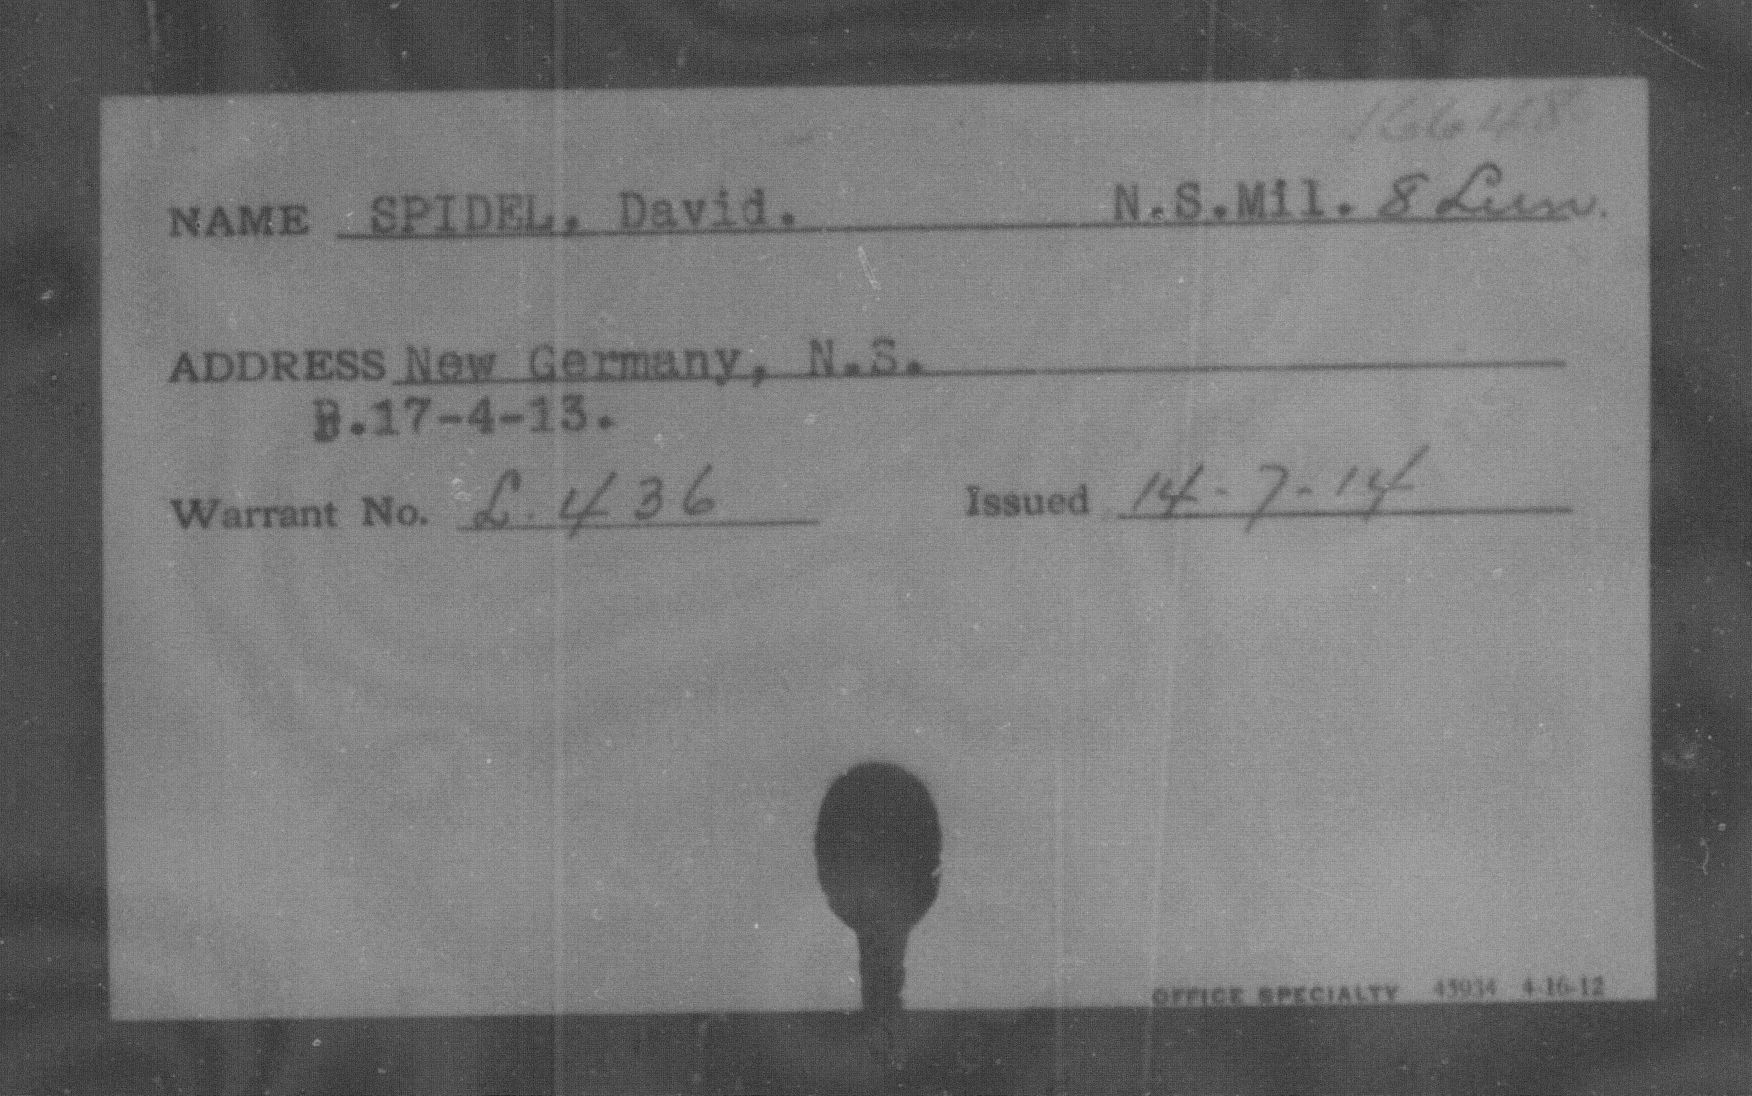 16648
NAME SPIDEL, David. N.S.Mil. 8 Lun.
ADDRESS New Germany, N.S.
B.17-4-13.
Warrant No. L. 436 Issued 14-7-14
OFFICE SPECIALTY 45034 4-16-12